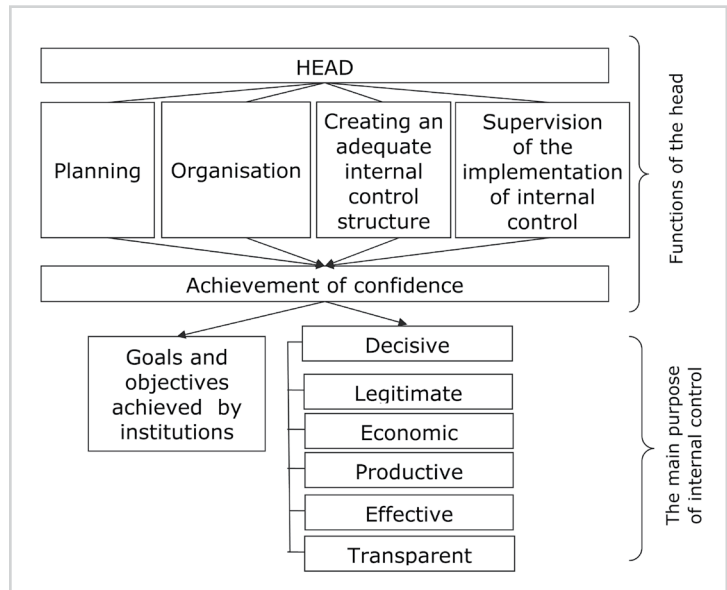 HEAD
Planning
Organisation
Creating an
adequate
internal
control
structure
Supervision
of the
implementation
of internal
control
Functions of the head
Achievement of confidence
Goals and
objectives
achieved by
institutions
Decisive
Legitimate
Economic
Productive
Effective
Transparent
The main purpose
of internal control